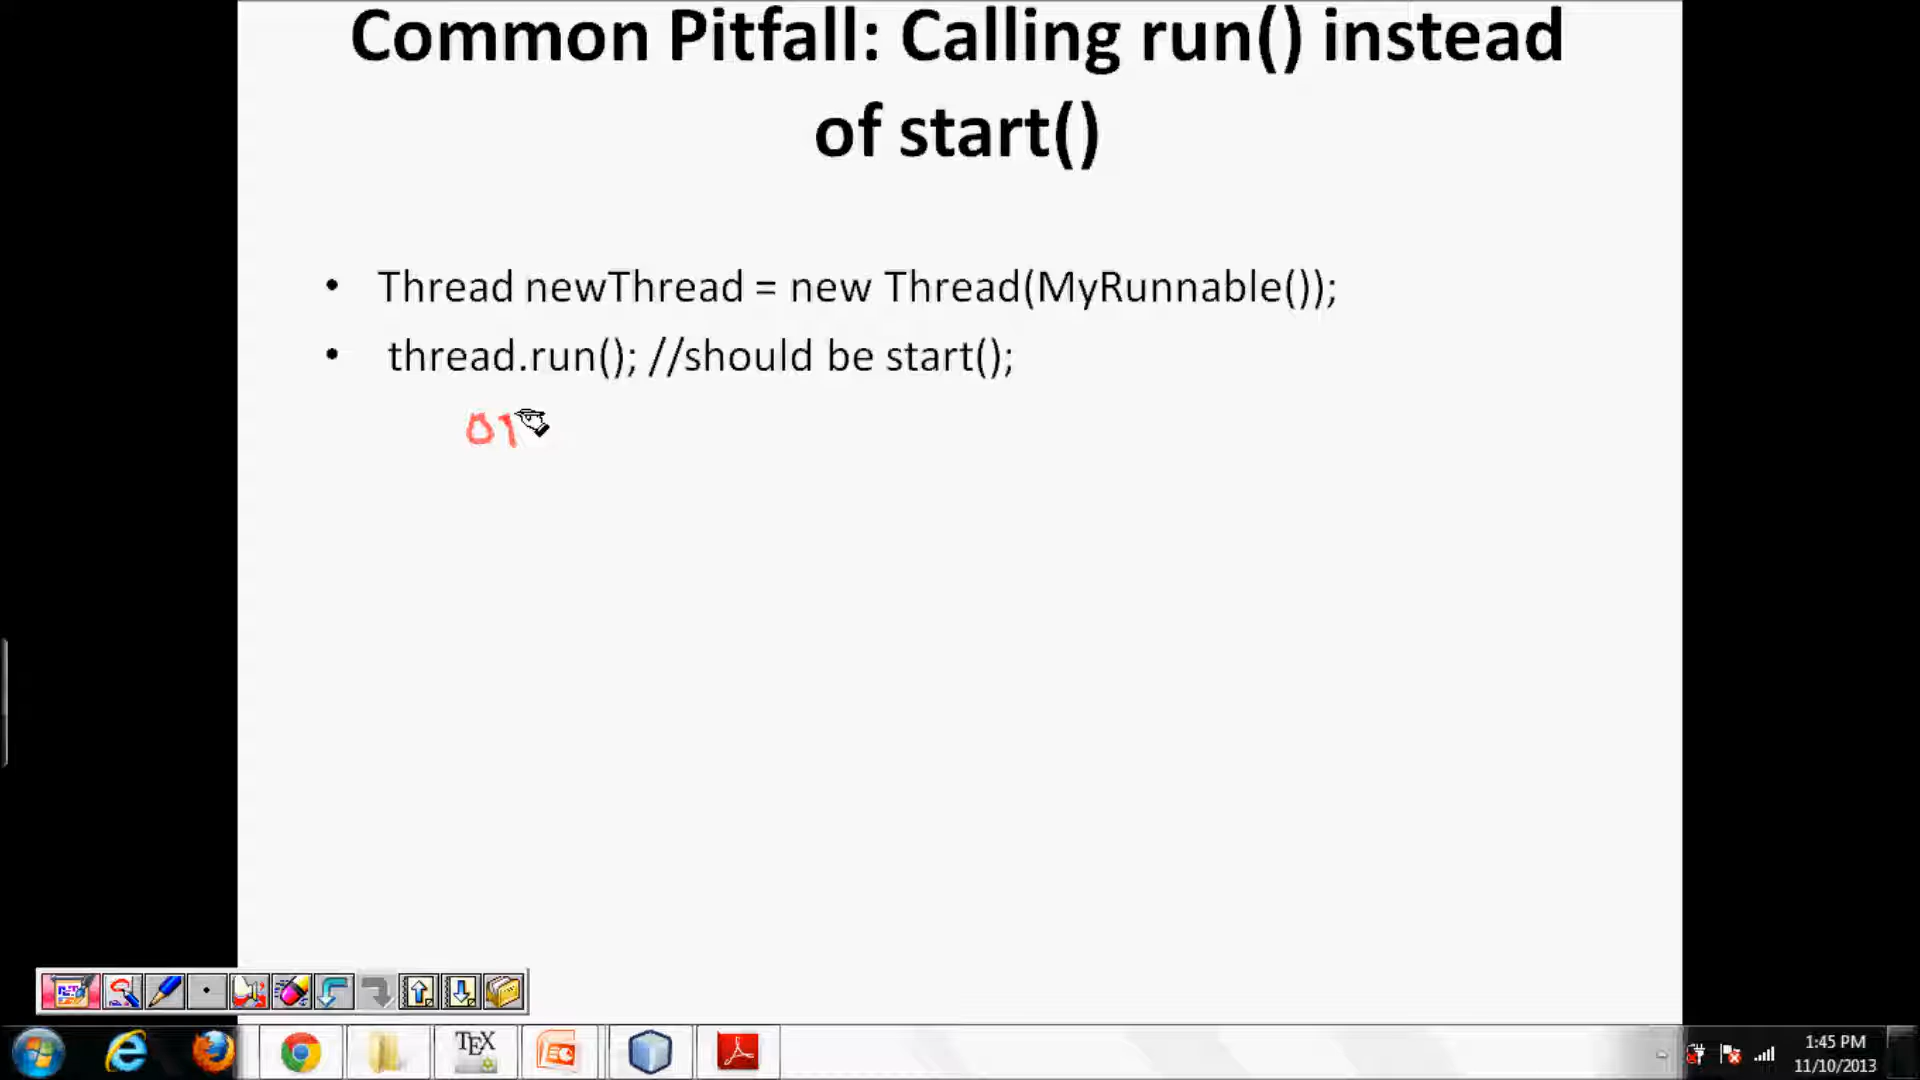 Common Pitfall: Calling run() instead
of start()
• Thread newThread = new Thread(MyRunnable());
• thread.run(); //should be start();
TEX
1:45 PM
11/10/2013